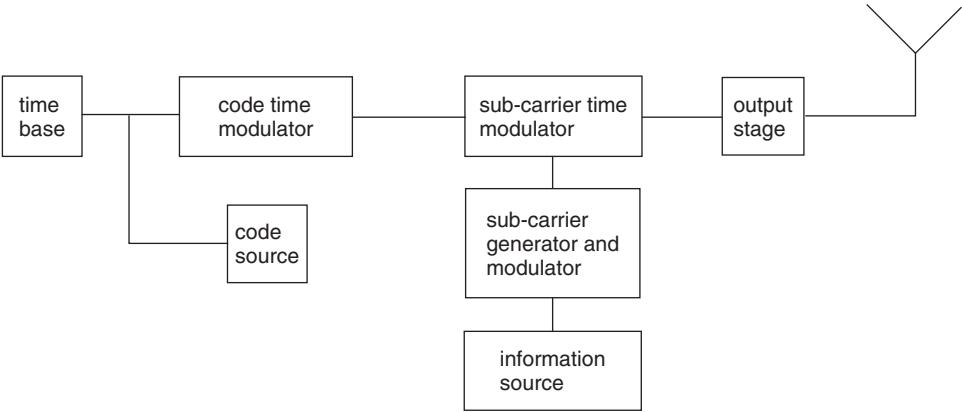 time
base
code time
modulator
sub-carrier time
modulator
output
stage
code
source
sub-carrier
generator and
modulator
information
source